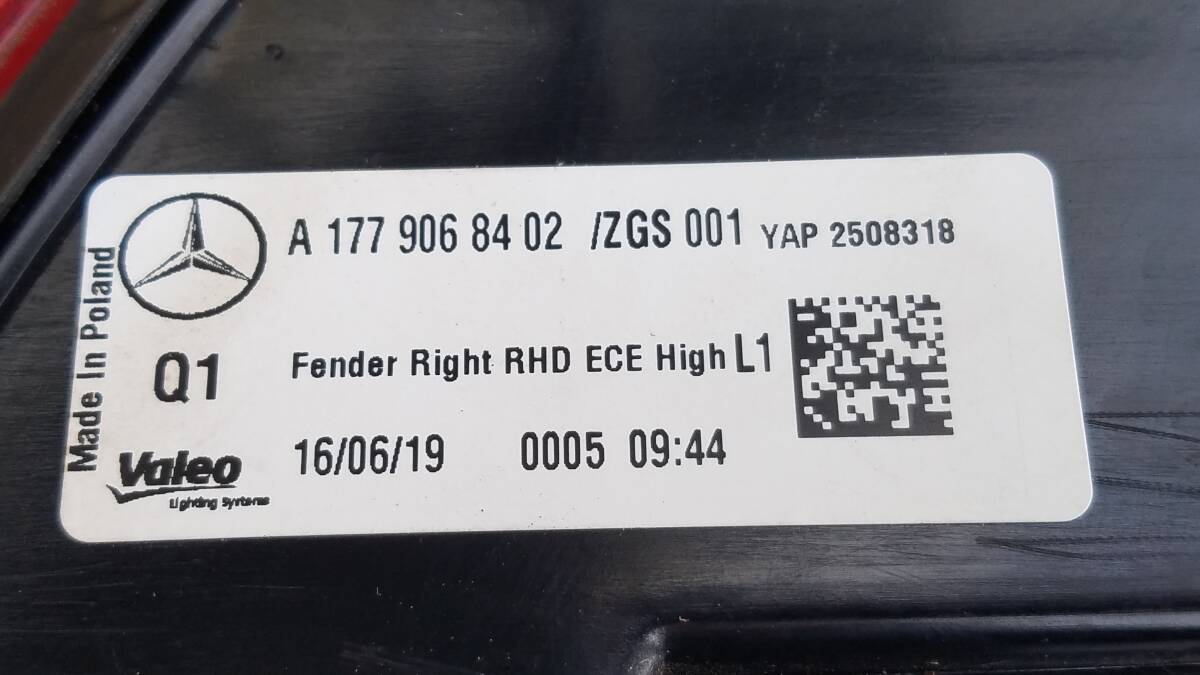 A 177 906 84 02 /ZGS 001 YAP 2508318
Made In Poland
Q1
Fender Right RHD ECE High L1
16/06/19 0005 09:44
Valeo
Lighting Systems